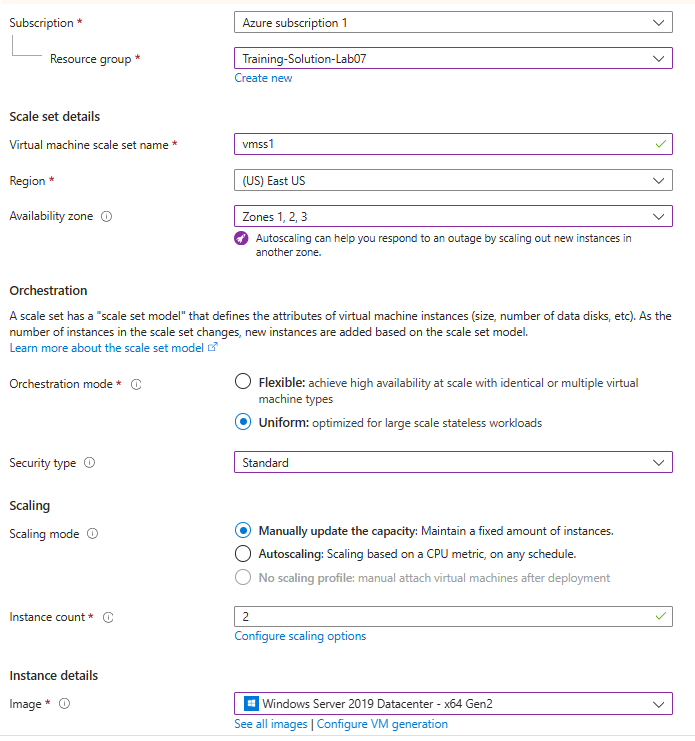 Subscription *
Azure subscription 1
Resource group *
Training-Solution-Lab07
Create new
Scale set details
Virtual machine scale set name *
vmss1
Region *
(US) East US
Availability zone
Zones 1, 2, 3
Autoscaling can help you respond to an outage by scaling out new instances in
another zone.
Orchestration
A scale set has a "scale set model" that defines the attributes of virtual machine instances (size, number of data disks, etc). As the
number of instances in the scale set changes, new instances are added based on the scale set model.
Learn more about the scale set model
Orchestration mode *
Flexible: achieve high availability at scale with identical or multiple virtual
machine types
Uniform: optimized for large scale stateless workloads
Security type
Standard
Scaling
Scaling mode
Manually update the capacity: Maintain a fixed amount of instances.
Autoscaling: Scaling based on a CPU metric, on any schedule.
No scaling profile: manual attach virtual machines after deployment
Instance count *
2
Configure scaling options
Instance details
Image *
Windows Server 2019 Datacenter - x64 Gen2
See all images | Configure VM generation